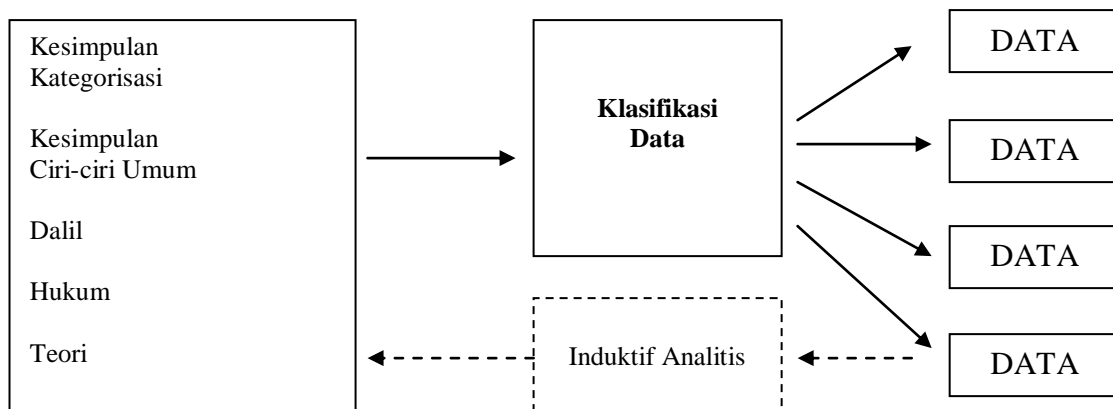 Kesimpulan
Kategorisasi
Kesimpulan
Ciri-ciri Umum
Dalil
Hukum
Teori
Klasifikasi
Data
Induktif Analitis
DATA
DATA
DATA
DATA